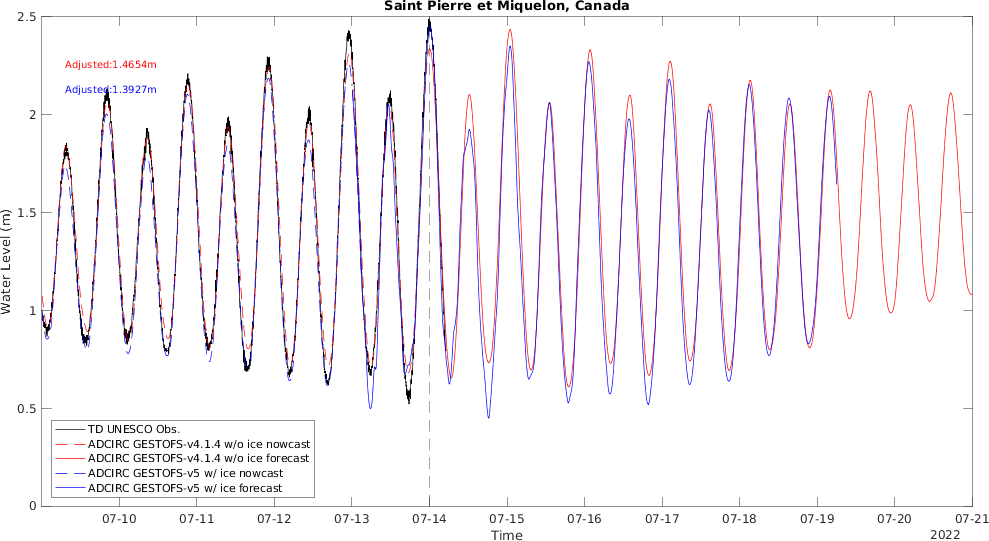 Saint Pierre et Miquelon, Canada
2.5
Adjusted:1.4654m
Adjusted:1.3927m
2
1.5
Water Level (m)
1
0.5
TD UNESCO Obs.
ADCIRC GESTOFS-v4.1.4 w/o ice nowcast
ADCIRC GESTOFS-v4.1.4 w/o ice forecast
ADCIRC GESTOFS-v5 w/ ice nowcast
ADCIRC GESTOFS-v5 w/ ice forecast
0
07-10 07-11 07-12 07-13 07-14 07-15 07-16 07-17 07-18 07-19 07-20 07-21
Time
2022